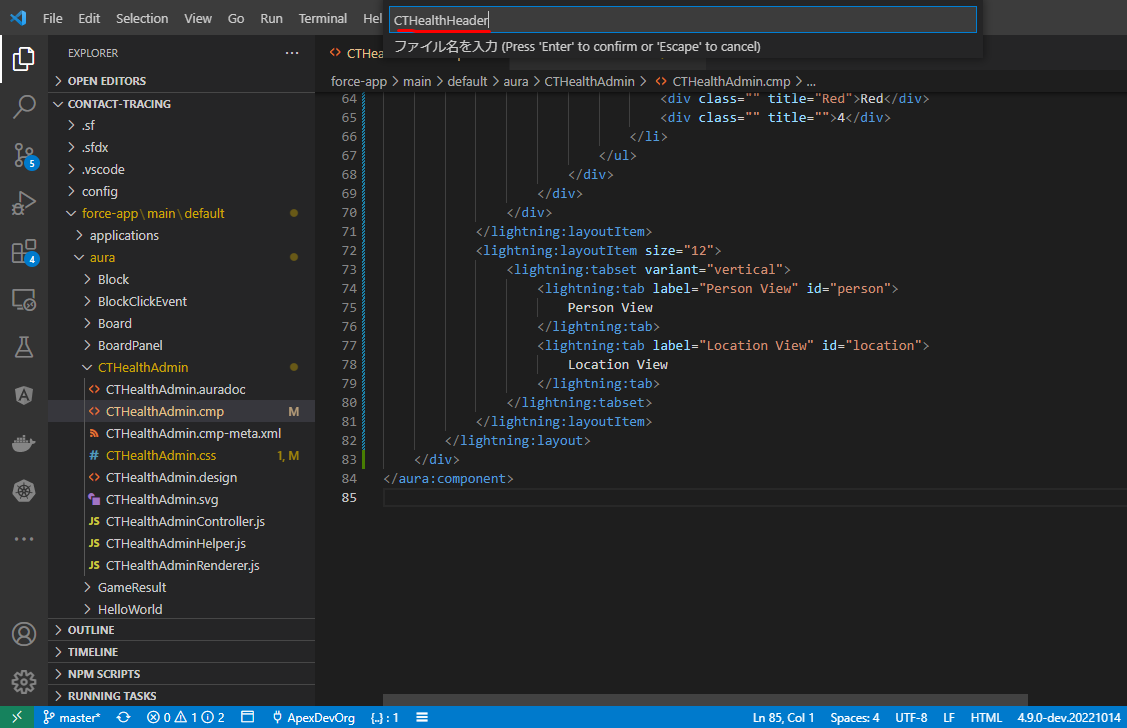 File Edit Selection View Go Run Terminal Hel
CTHealthHeader
ファイル名を入力 (Press 'Enter' to confirm or 'Escape' to cancel)
EXPLORER
OPEN EDITORS
CONTACT-TRACING
.sf
.sfdx
.vscode
config
force-app\main\default
applications
aura
Block
BlockClickEvent
Board
BoardPanel
CTHealthAdmin
CTHealthAdmin.auradoc
CTHealthAdmin.cmp M
CTHealthAdmin.cmp-meta.xml
CTHealthAdmin.css 1, M
CTHealthAdmin.design
CTHealthAdmin.svg
CTHealthAdminController.js
CTHealthAdminHelper.js
CTHealthAdminRenderer.js
GameResult
HelloWorld
OUTLINE
TIMELINE
NPM SCRIPTS
RUNNING TASKS
5
4
CTHea
force-app > main > default > aura > CTHealthAdmin > CTHealthAdmin.cmp > ...
64 <div class="" title="Red">Red</div>
65 <div class="" title="">4</div>
66 </li>
67 </ul>
68 </div>
69 </div>
70 </div>
71 </lightning:layoutItem>
72 <lightning:layoutItem size="12">
73 <lightning:tabset variant="vertical">
74 <lightning:tab label="Person View" id="person">
75 Person View
76 </lightning:tab>
77 <lightning:tab label="Location View" id="location">
78 Location View
79 </lightning:tab>
80 </lightning:tabset>
81 </lightning:layoutItem>
82 </lightning:layout>
83 </div>
84 </aura:component>
85
master* 0 1 2 ApexDevOrg {..} : 1 Ln 85, Col 1 Spaces: 4 UTF-8 LF HTML 4.9.0-dev.20221014